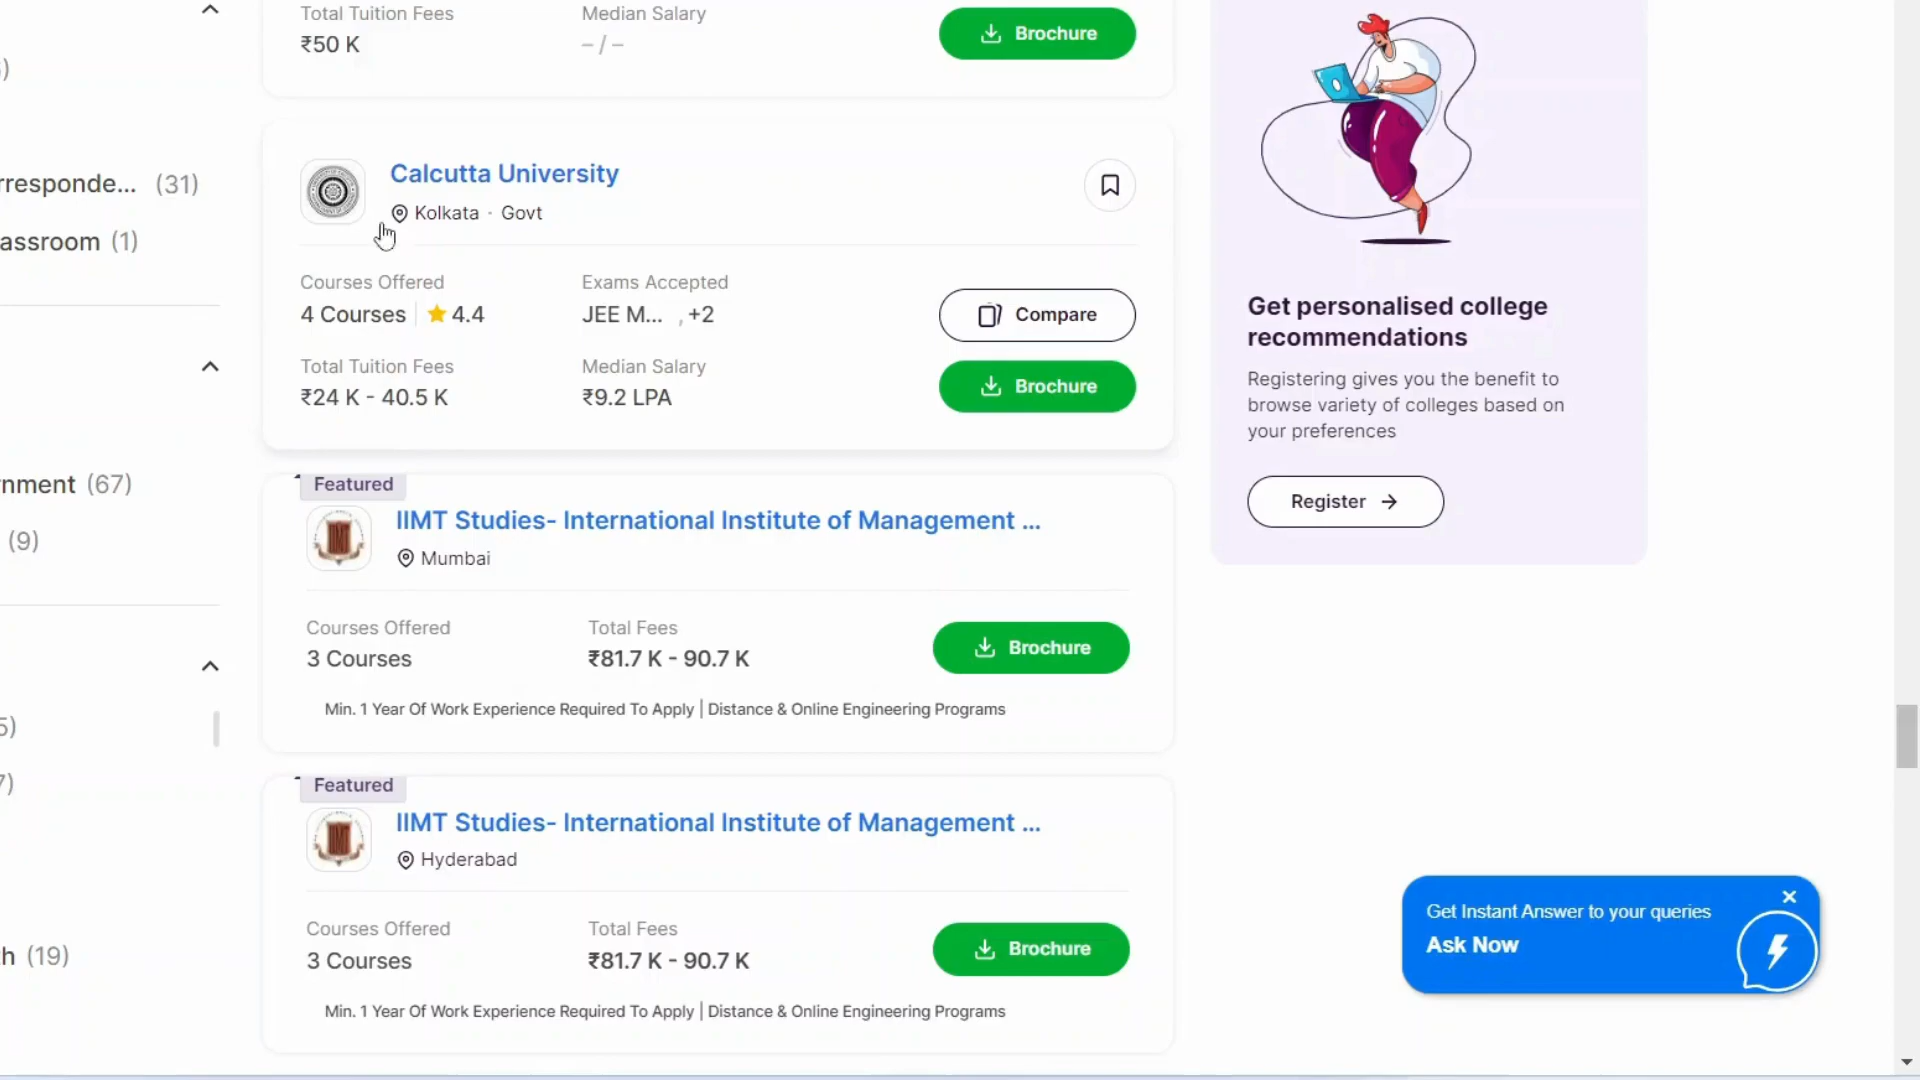 Total Tuition Fees
Median Salary
₹50 K
– / –
Brochure
)
rresponde... (31)
assroom (1)
Calcutta University
Kolkata · Govt
Courses Offered
Exams Accepted
4 Courses | 4.4
JEE M... , +2
Compare
Total Tuition Fees
Median Salary
₹24 K - 40.5 K
₹9.2 LPA
Brochure
rnment (67)
(9)
5)
7)
h (19)
Featured
IIMT Studies- International Institute of Management ...
Mumbai
Courses Offered
Total Fees
3 Courses
₹81.7 K - 90.7 K
Brochure
Min. 1 Year Of Work Experience Required To Apply | Distance & Online Engineering Programs
Featured
IIMT Studies- International Institute of Management ...
Hyderabad
Courses Offered
Total Fees
3 Courses
₹81.7 K - 90.7 K
Brochure
Min. 1 Year Of Work Experience Required To Apply | Distance & Online Engineering Programs
Get personalised college
recommendations
Registering gives you the benefit to
browse variety of colleges based on
your preferences
Register →
Get Instant Answer to your queries
Ask Now